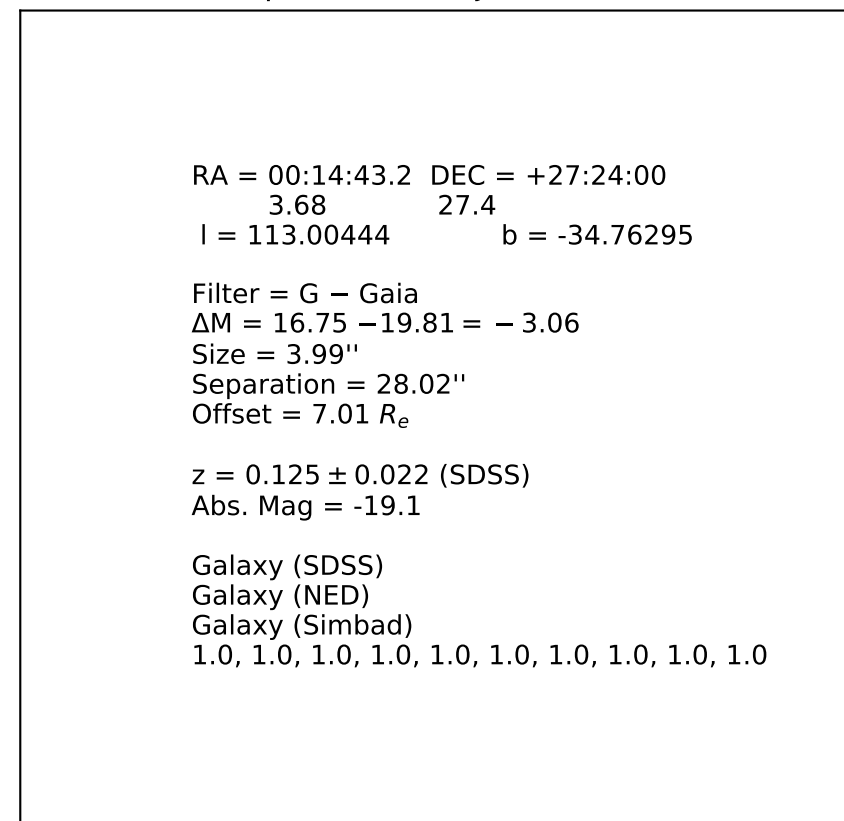 RA = 00:14:43.2 DEC = +27:24:00
3.68 27.4
l = 113.00444 b = -34.76295
Filter = G − Gaia
ΔM = 16.75 −19.81 = − 3.06
Size = 3.99''
Separation = 28.02''
Offset = 7.01 Re
z = 0.125 ± 0.022 (SDSS)
Abs. Mag = -19.1
Galaxy (SDSS)
Galaxy (NED)
Galaxy (Simbad)
1.0, 1.0, 1.0, 1.0, 1.0, 1.0, 1.0, 1.0, 1.0, 1.0